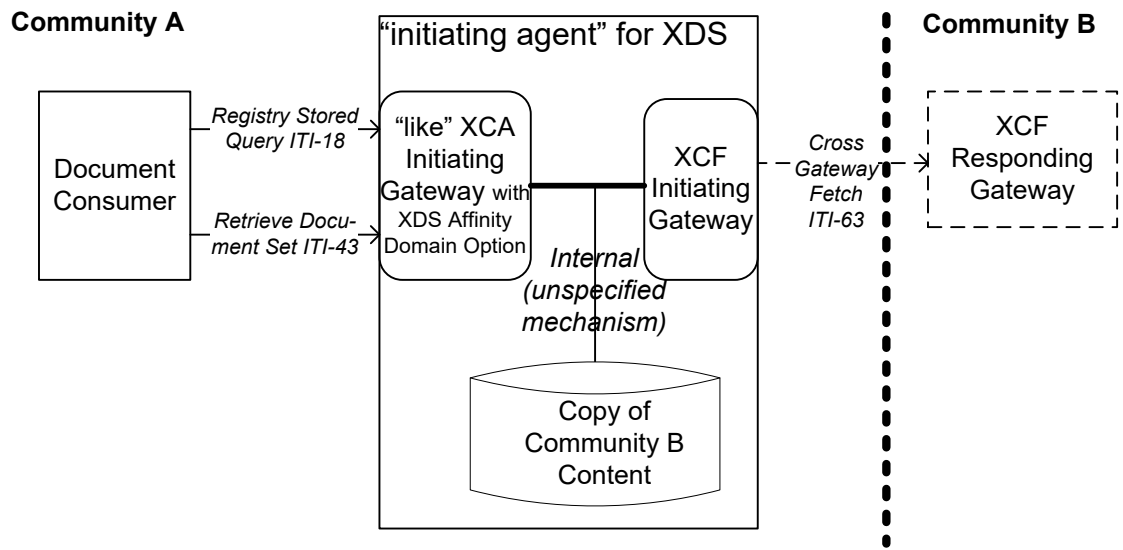 Community A
“initiating agent” for XDS
Community B
Document
Consumer
Registry Stored
Query ITI-18
Retrieve Docu-
ment Set ITI-43
“like” XCA
Initiating
Gateway with
XDS Affinity
Domain Option
XCF
Initiating
Gateway
Cross
Gateway
Fetch
ITI-63
XCF
Responding
Gateway
Internal
(unspecified
mechanism)
Copy of
Community B
Content